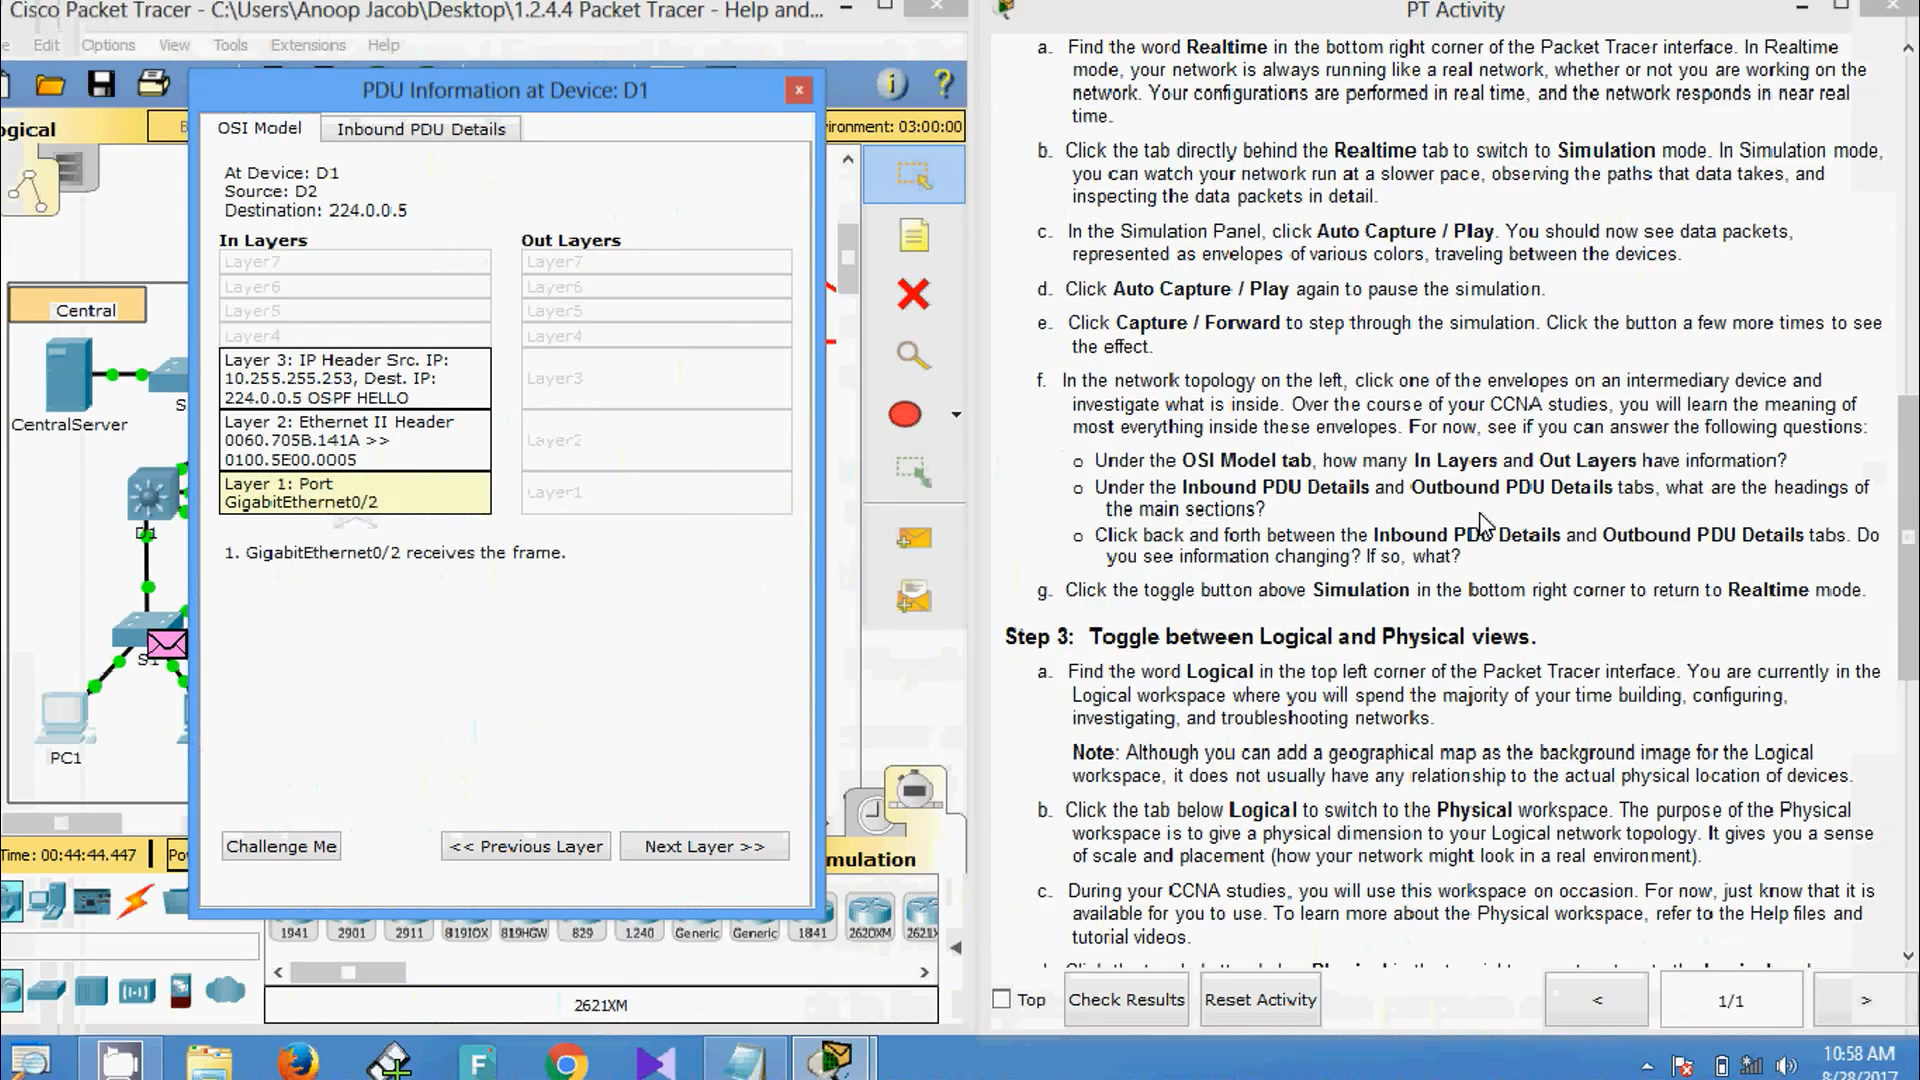 Cisco Packet Tracer - C:\Users\Anoop Jacob\Desktop\1.2.4.4 Packet Tracer - Help and...
Edit Options View Tools Extensions Help
ogical
ironment: 03:00:00
PDU Information at Device: D1
OSI Model
Inbound PDU Details
At Device: D1
Source: D2
Destination: 224.0.0.5
In Layers
Out Layers
Layer7
Layer7
Layer6
Layer6
Layer5
Layer5
Layer4
Layer4
Layer 3: IP Header Src. IP:
10.255.255.253, Dest. IP:
224.0.0.5 OSPF HELLO
Layer3
Layer 2: Ethernet II Header
0060.705B.141A >>
0100.5E00.0005
Layer2
Layer 1: Port
GigabitEthernet0/2
Layer1
1. GigabitEthernet0/2 receives the frame.
Challenge Me
<< Previous Layer
Next Layer >>
Central
CentralServer
S
D1
S1
PC1
Time: 00:44:44.447
Po
mulation
1941
2901
2911
819IOX
819HGW
829
1240
Generic
Generic
1841
2620XM
2621X
2621XM
PT Activity
a. Find the word Realtime in the bottom right corner of the Packet Tracer interface. In Realtime
mode, your network is always running like a real network, whether or not you are working on the
network. Your configurations are performed in real time, and the network responds in near real
time.
b. Click the tab directly behind the Realtime tab to switch to Simulation mode. In Simulation mode,
you can watch your network run at a slower pace, observing the paths that data takes, and
inspecting the data packets in detail.
c. In the Simulation Panel, click Auto Capture / Play. You should now see data packets,
represented as envelopes of various colors, traveling between the devices.
d. Click Auto Capture / Play again to pause the simulation.
e. Click Capture / Forward to step through the simulation. Click the button a few more times to see
the effect.
f. In the network topology on the left, click one of the envelopes on an intermediary device and
investigate what is inside. Over the course of your CCNA studies, you will learn the meaning of
most everything inside these envelopes. For now, see if you can answer the following questions:
o Under the OSI Model tab, how many In Layers and Out Layers have information?
o Under the Inbound PDU Details and Outbound PDU Details tabs, what are the headings of
the main sections?
o Click back and forth between the Inbound PDU Details and Outbound PDU Details tabs. Do
you see information changing? If so, what?
g. Click the toggle button above Simulation in the bottom right corner to return to Realtime mode.
Step 3: Toggle between Logical and Physical views.
a. Find the word Logical in the top left corner of the Packet Tracer interface. You are currently in the
Logical workspace where you will spend the majority of your time building, configuring,
investigating, and troubleshooting networks.
Note: Although you can add a geographical map as the background image for the Logical
workspace, it does not usually have any relationship to the actual physical location of devices.
b. Click the tab below Logical to switch to the Physical workspace. The purpose of the Physical
workspace is to give a physical dimension to your Logical network topology. It gives you a sense
of scale and placement (how your network might look in a real environment).
c. During your CCNA studies, you will use this workspace on occasion. For now, just know that it is
available for you to use. To learn more about the Physical workspace, refer to the Help files and
tutorial videos.
Top
Check Results
Reset Activity
<
1/1
>
10:58 AM
8/28/2017